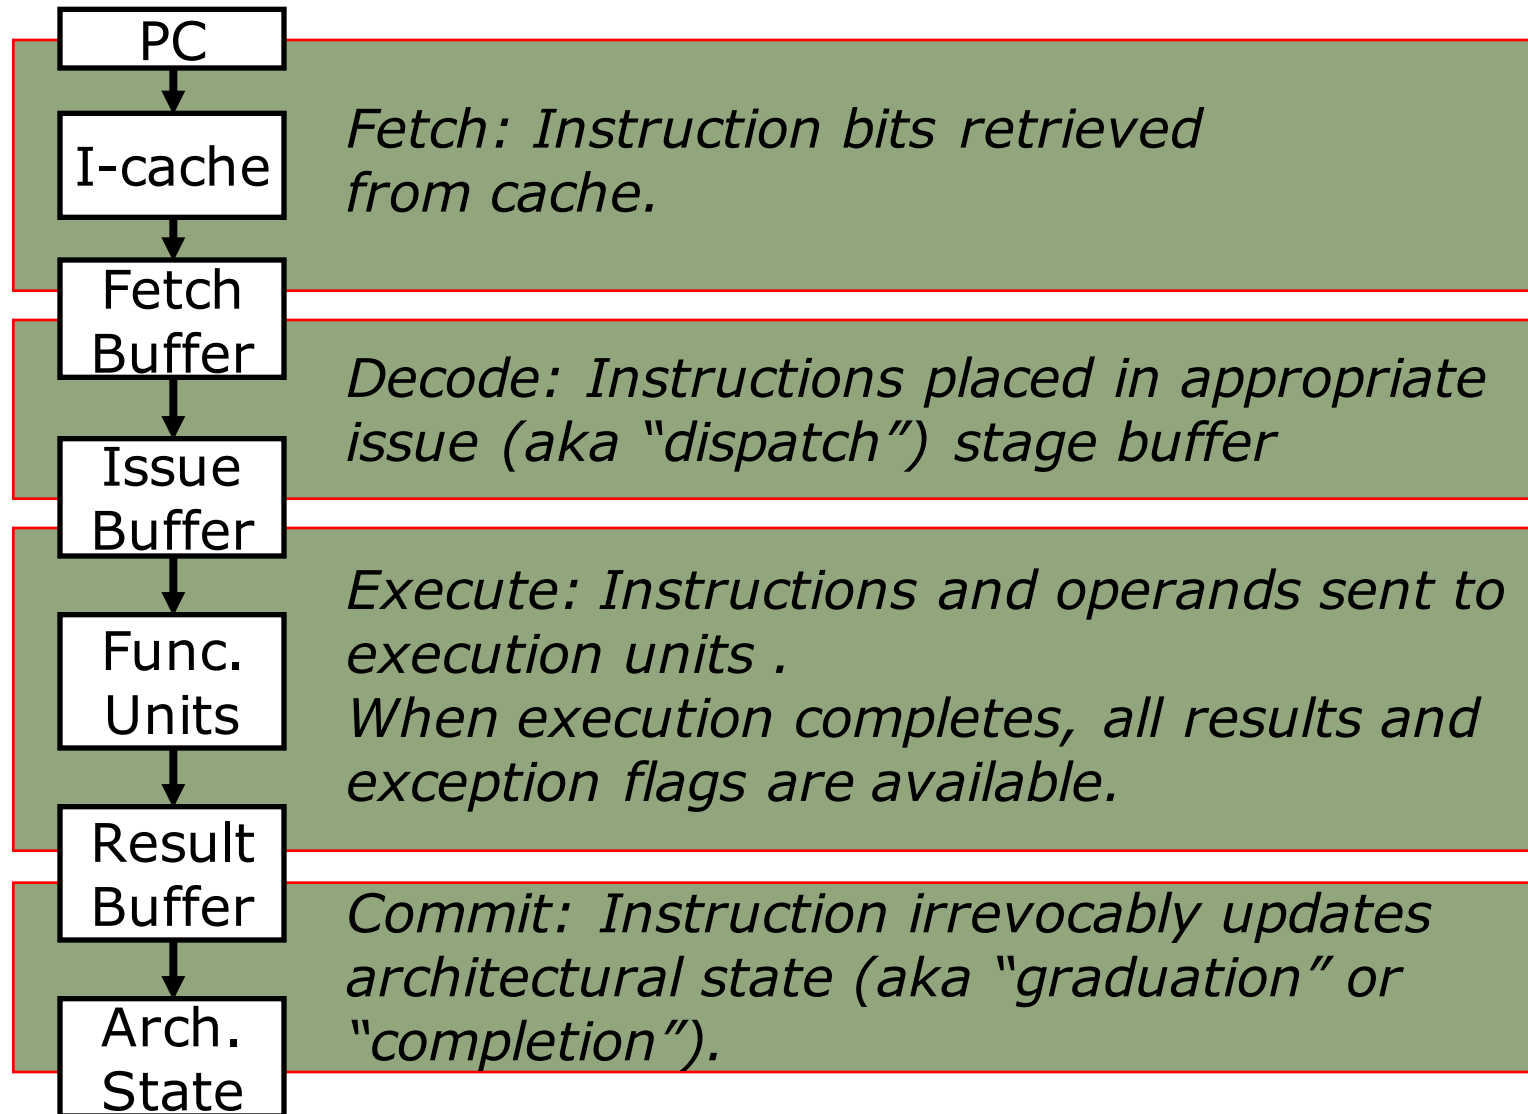 PC
I-cache
Fetch: Instruction bits retrieved
from cache.
Fetch
Buffer
Decode: Instructions placed in appropriate
issue (aka “dispatch”) stage buffer
Issue
Buffer
Execute: Instructions and operands sent to
execution units .
When execution completes, all results and
exception flags are available.
Func.
Units
Result
Buffer
Commit: Instruction irrevocably updates
architectural state (aka “graduation” or
“completion”).
Arch.
State